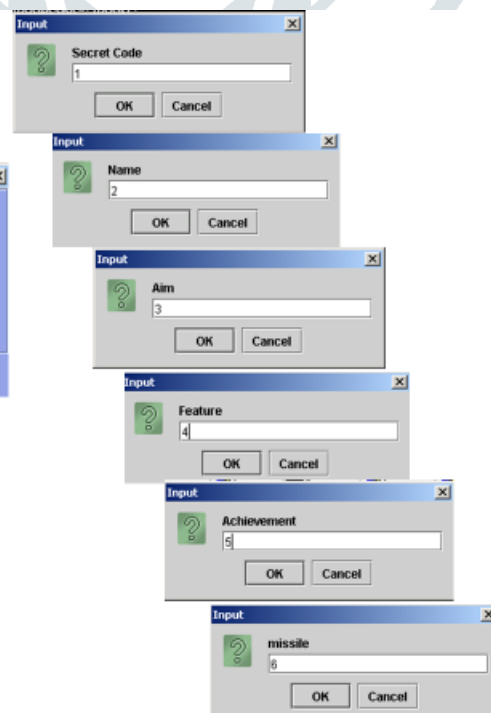 Input
Secret Code
1
OK Cancel
Input
Name
2
OK Cancel
Input
Aim
3
OK Cancel
Input
Feature
4
OK Cancel
Input
Achievement
5
OK Cancel
Input
missile
6
OK Cancel